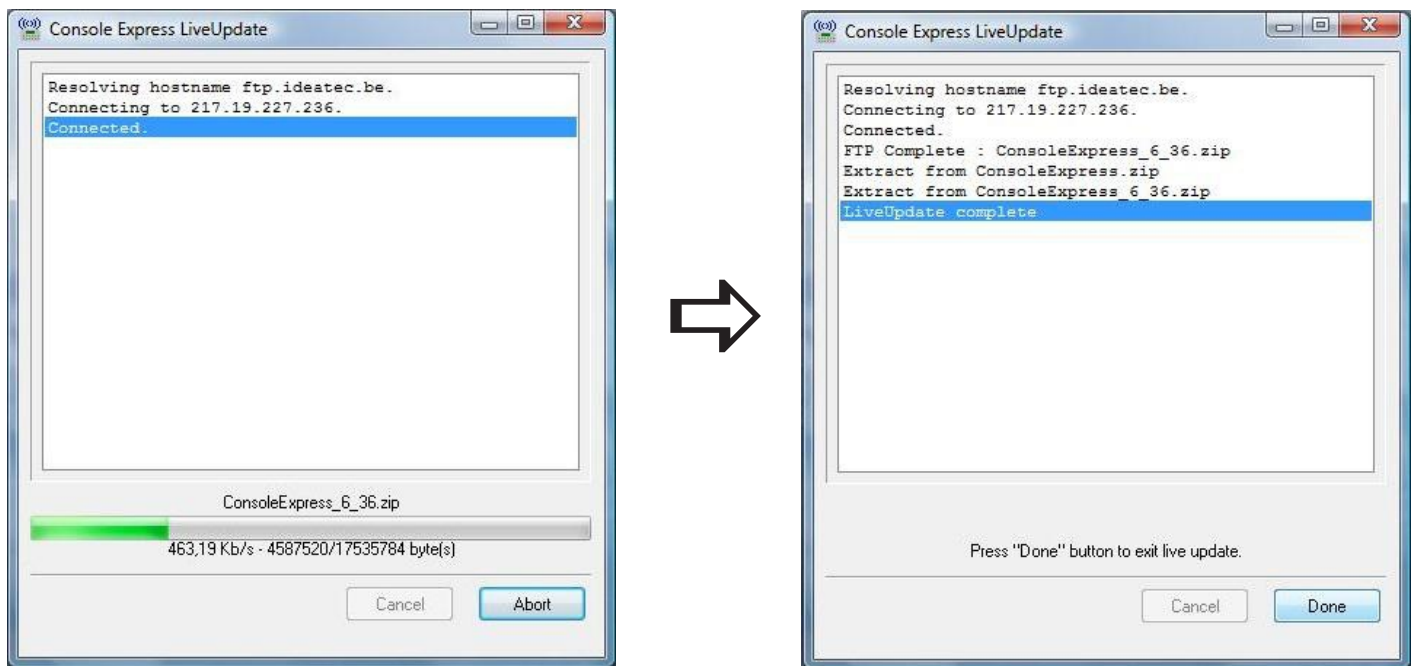 Console Express LiveUpdate
Resolving hostname ftp.ideatec.be.
Connecting to 217.19.227.236.
Connected.
ConsoleExpress_6_36.zip
463,19 Kb/s - 4587520/17535784 byte(s)
Cancel
Abort
Console Express LiveUpdate
Resolving hostname ftp.ideatec.be.
Connecting to 217.19.227.236.
Connected.
FTP Complete : ConsoleExpress_6_36.zip
Extract from ConsoleExpress.zip
Extract from ConsoleExpress_6_36.zip
LiveUpdate complete
Press "Done" button to exit live update.
Cancel
Done